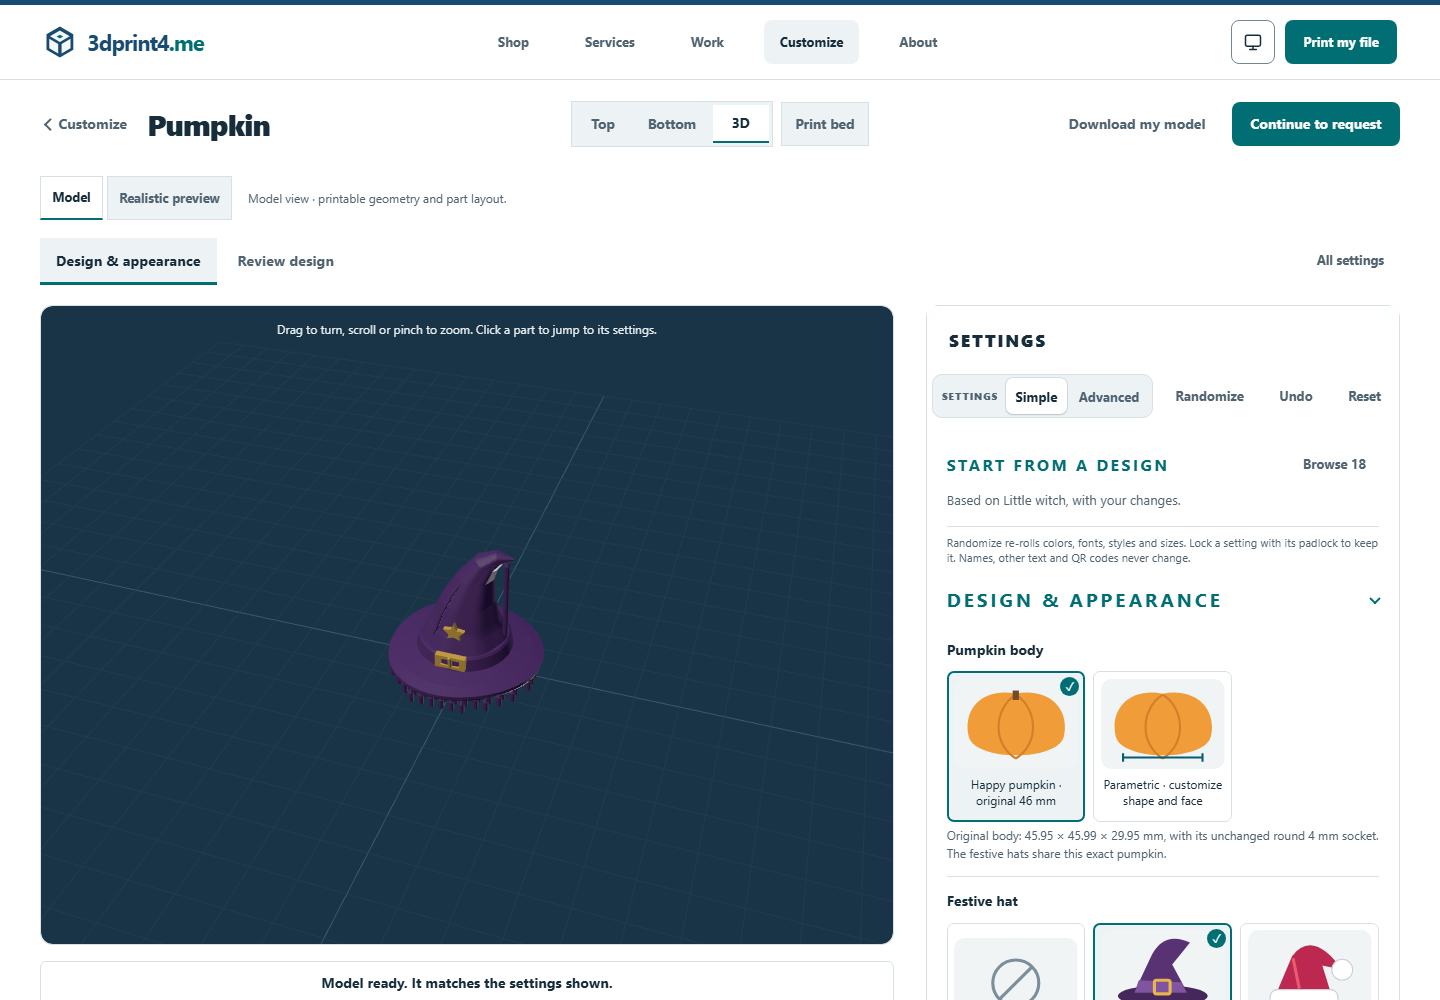 3dprint4.me
Shop
Services
Work
Customize
About
Print my file
Customize
Pumpkin
Top
Bottom
3D
Print bed
Download my model
Continue to request
Model
Realistic preview
Model view · printable geometry and part layout.
Design & appearance
Review design
All settings
Drag to turn, scroll or pinch to zoom. Click a part to jump to its settings.
Model ready. It matches the settings shown.
SETTINGS
SETTINGS
Simple
Advanced
Randomize
Undo
Reset
START FROM A DESIGN
Browse 18
Based on Little witch, with your changes.
Randomize re-rolls colors, fonts, styles and sizes. Lock a setting with its padlock to keep
it. Names, other text and QR codes never change.
DESIGN & APPEARANCE
Pumpkin body
Happy pumpkin ·
original 46 mm
Parametric · customize
shape and face
Original body: 45.95 × 45.99 × 29.95 mm, with its unchanged round 4 mm socket.
The festive hats share this exact pumpkin.
Festive hat